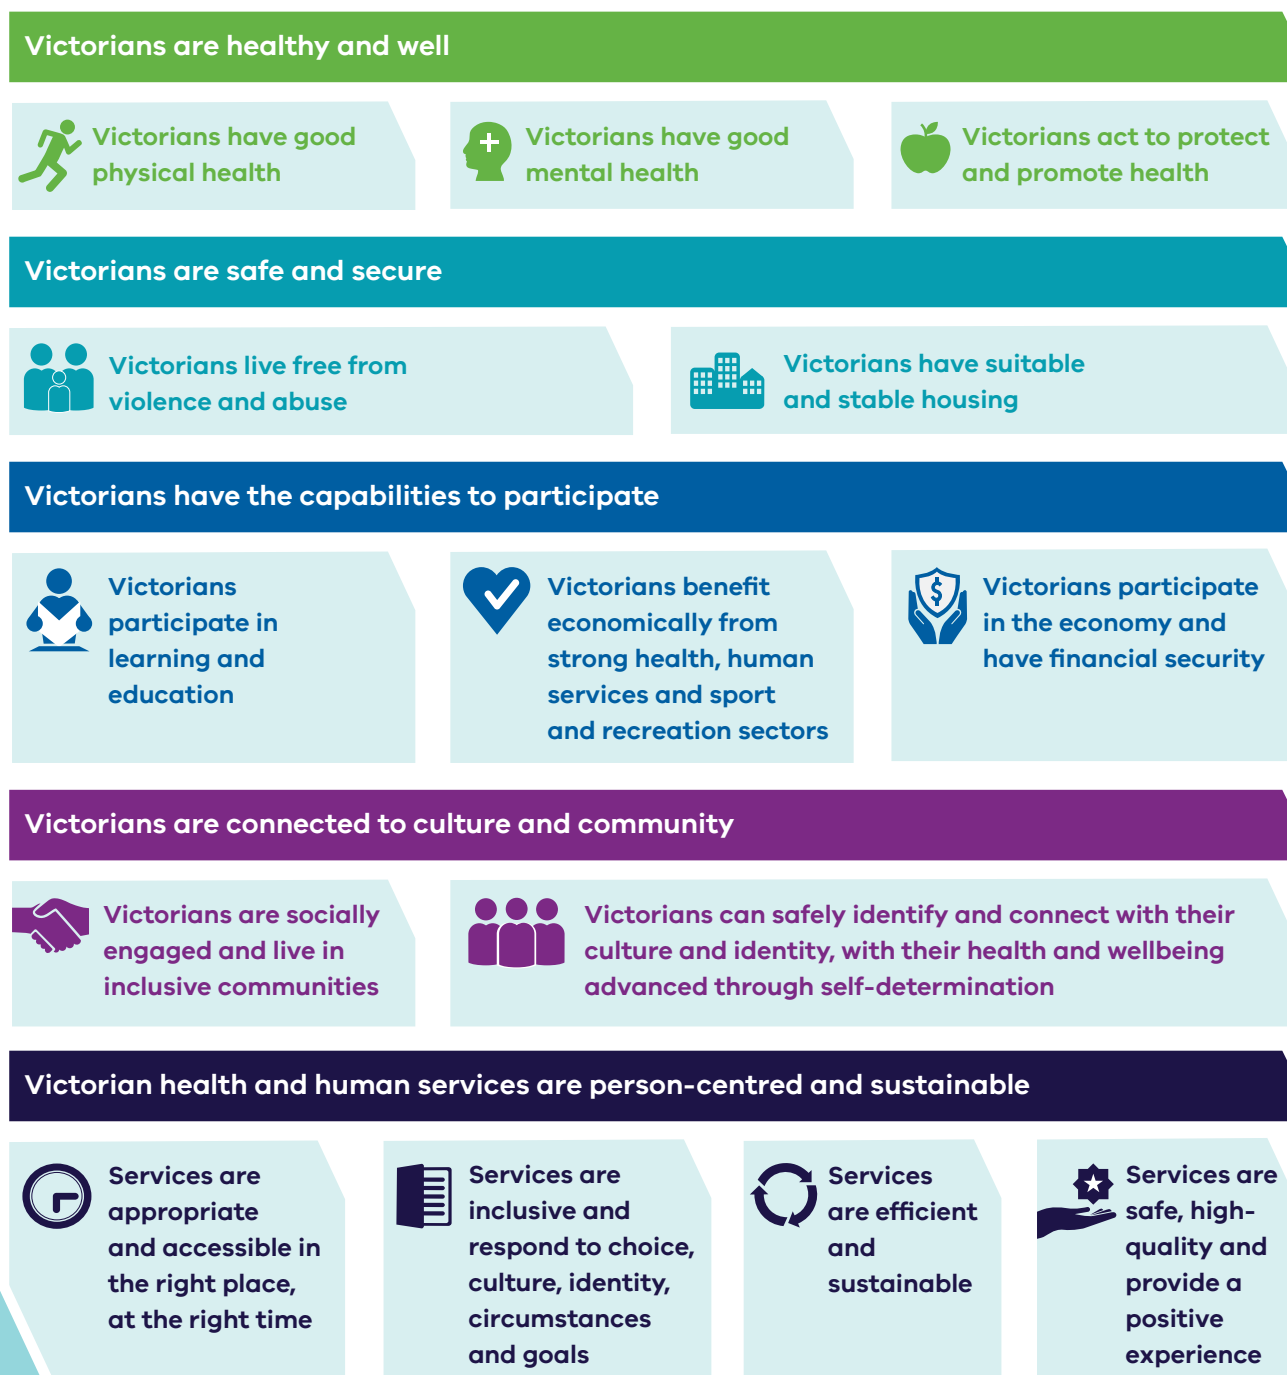 Victorians are healthy and well
Victorians have good
physical health
Victorians have good
mental health
Victorians act to protect
and promote health
Victorians are safe and secure
Victorians live free from
violence and abuse
Victorians have suitable
and stable housing
Victorians have the capabilities to participate
Victorians
participate in
learning and
education
Victorians benefit
economically from
strong health, human
services and sport
and recreation sectors
$
Victorians participate
in the economy and
have financial security
Victorians are connected to culture and community
Victorians are socially
engaged and live in
inclusive communities
Victorians can safely identify and connect with their
culture and identity, with their health and wellbeing
advanced through self-determination
Victorian health and human services are person-centred and sustainable
Services are
appropriate
and accessible in
the right place,
at the right time
Services are
inclusive and
respond to choice,
culture, identity,
circumstances
and goals
Services
are efficient
and
sustainable
Services are
safe, high-
quality and
provide a
positive
experience